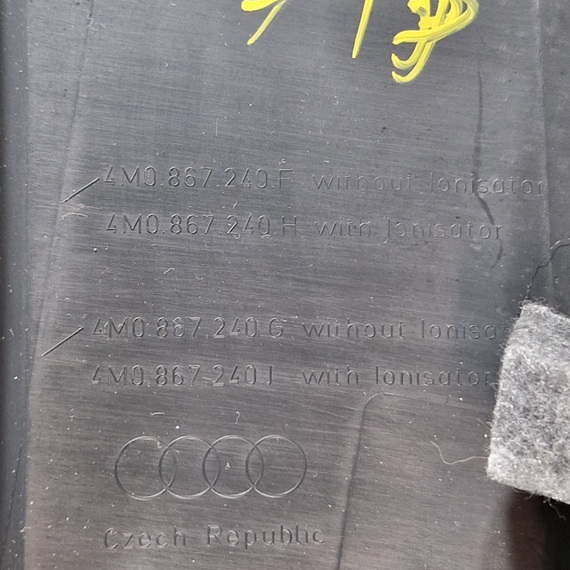 4M0.867.240.F without Ionisator
4M0.867.240.H with Ionisator
4M0.867.240.G without Ionisa
4M0.867.240.I with Ionisator
Czech Republic